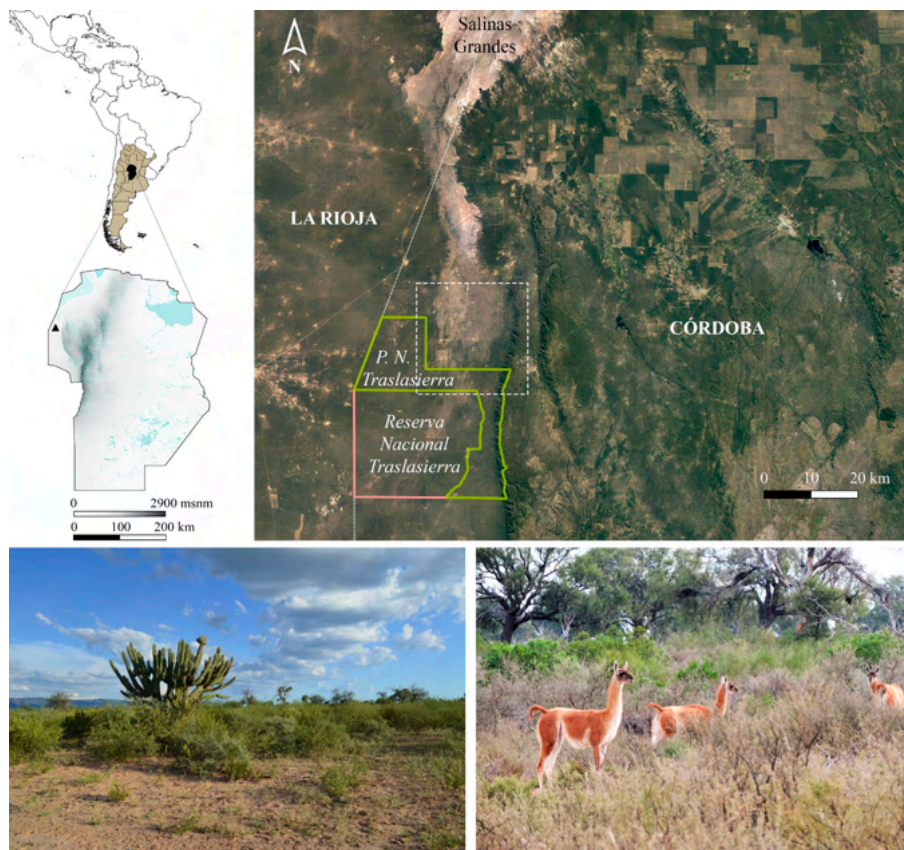 Salinas
Grandes
N
LA RIOJA
CÓRDOBA
P. N.
Traslasierra
Reserva
Nacional
Traslasierra
0 10 20 km
0 2900 msnm
0 100 200 km